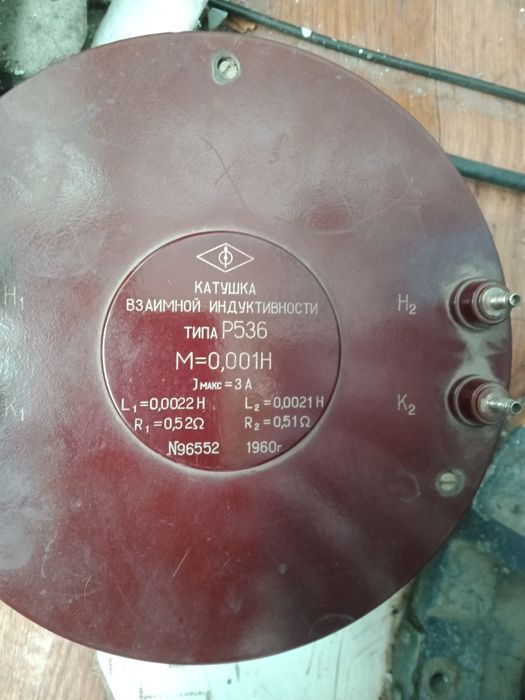 КАТУШКА
ВЗАИМНОЙ ИНДУКТИВНОСТИ
ТИПА Р536
М=0,001Н
Jмакс = 3 А
L₁=0,0022 Н L₂=0,0021 Н
R₁=0,52Ω R₂=0,51Ω
№96552 1960г
Н₁ Н₂
К₁ К₂